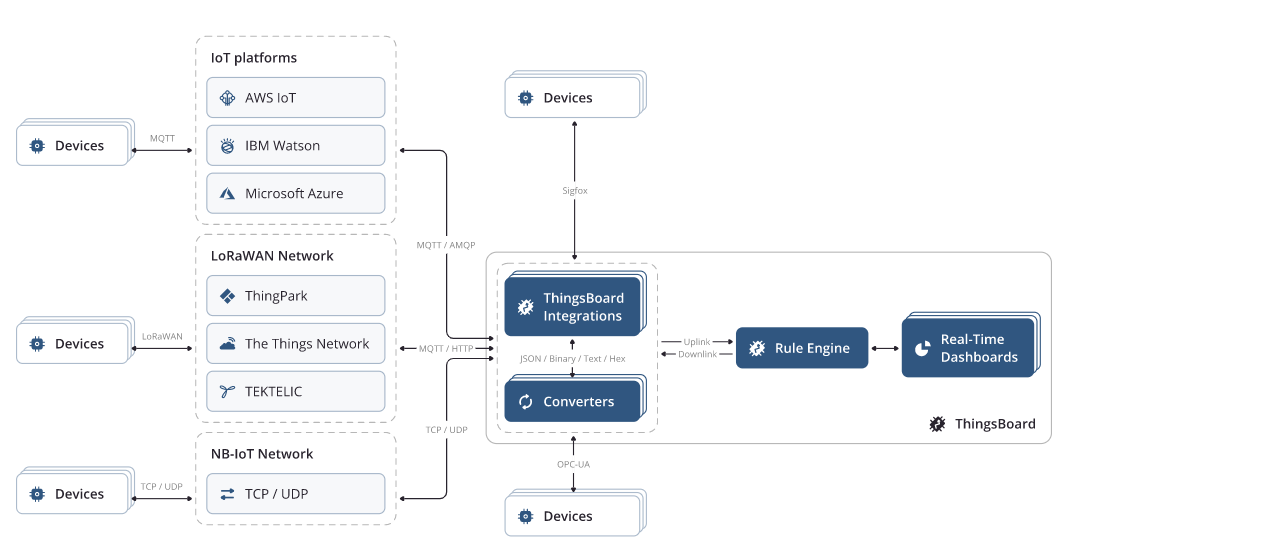 IoT platforms
AWS IoT
IBM Watson
Microsoft Azure
Devices
MQTT
LoRaWAN Network
ThingPark
The Things Network
TEKTELIC
Devices
LoRaWAN
NB-IoT Network
TCP / UDP
Devices
TCP / UDP
MQTT / AMQP
MQTT / HTTP
TCP / UDP
Devices
Sigfox
ThingsBoard
Integrations
JSON / Binary / Text / Hex
Converters
OPC-UA
Devices
Uplink
Downlink
Rule Engine
Real-Time
Dashboards
ThingsBoard